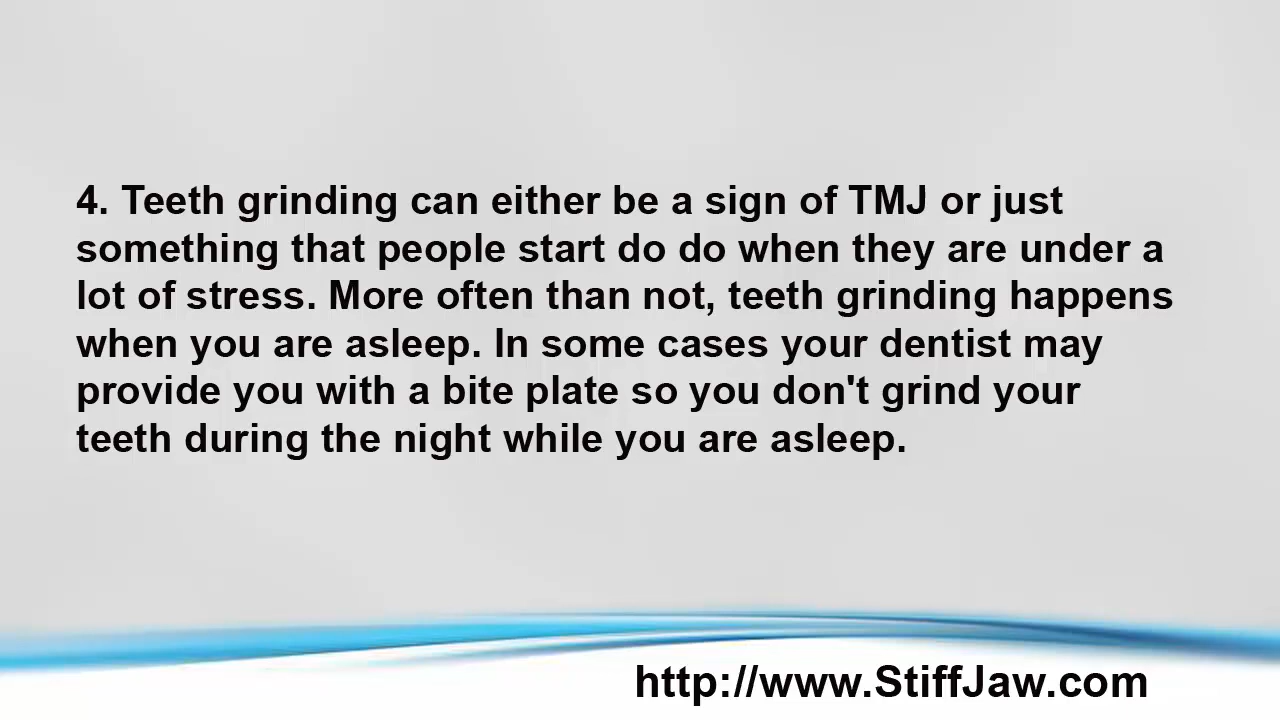 4. Teeth grinding can either be a sign of TMJ or just
something that people start do do when they are under a
lot of stress. More often than not, teeth grinding happens
when you are asleep. In some cases your dentist may
provide you with a bite plate so you don't grind your
teeth during the night while you are asleep.
http://www.StiffJaw.com